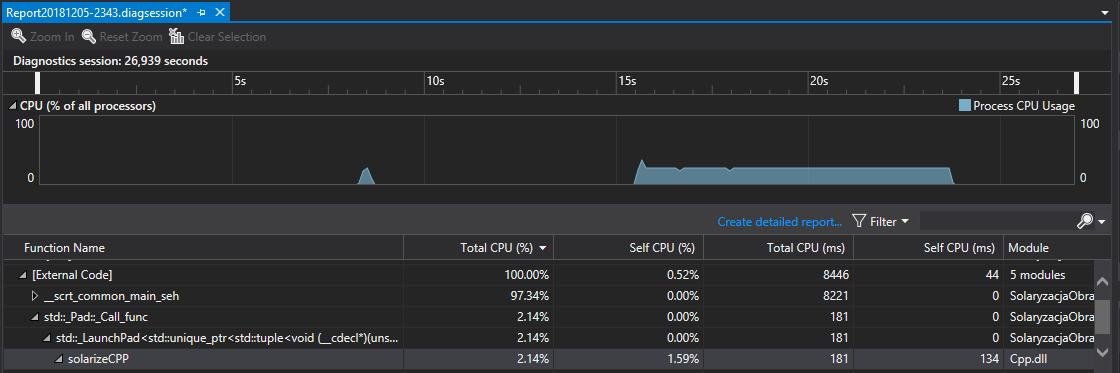 Report20181205-2343.diagsession*
Zoom In Reset Zoom Clear Selection
Diagnostics session: 26,939 seconds
5s 10s 15s 20s 25s
CPU (% of all processors) Process CPU Usage
100 100
0 0
Create detailed report... Filter
Function Name Total CPU (%) Self CPU (%) Total CPU (ms) Self CPU (ms) Module
[External Code] 100.00% 0.52% 8446 44 5 modules
__scrt_common_main_seh 97.34% 0.00% 8221 0 SolaryzacjaObra
std::_Pad::_Call_func 2.14% 0.00% 181 0 SolaryzacjaObra
std::_LaunchPad<std::unique_ptr<std::tuple<void (__cdecl*)(uns... 2.14% 0.00% 181 0 SolaryzacjaObra
solarizeCPP 2.14% 1.59% 181 134 Cpp.dll